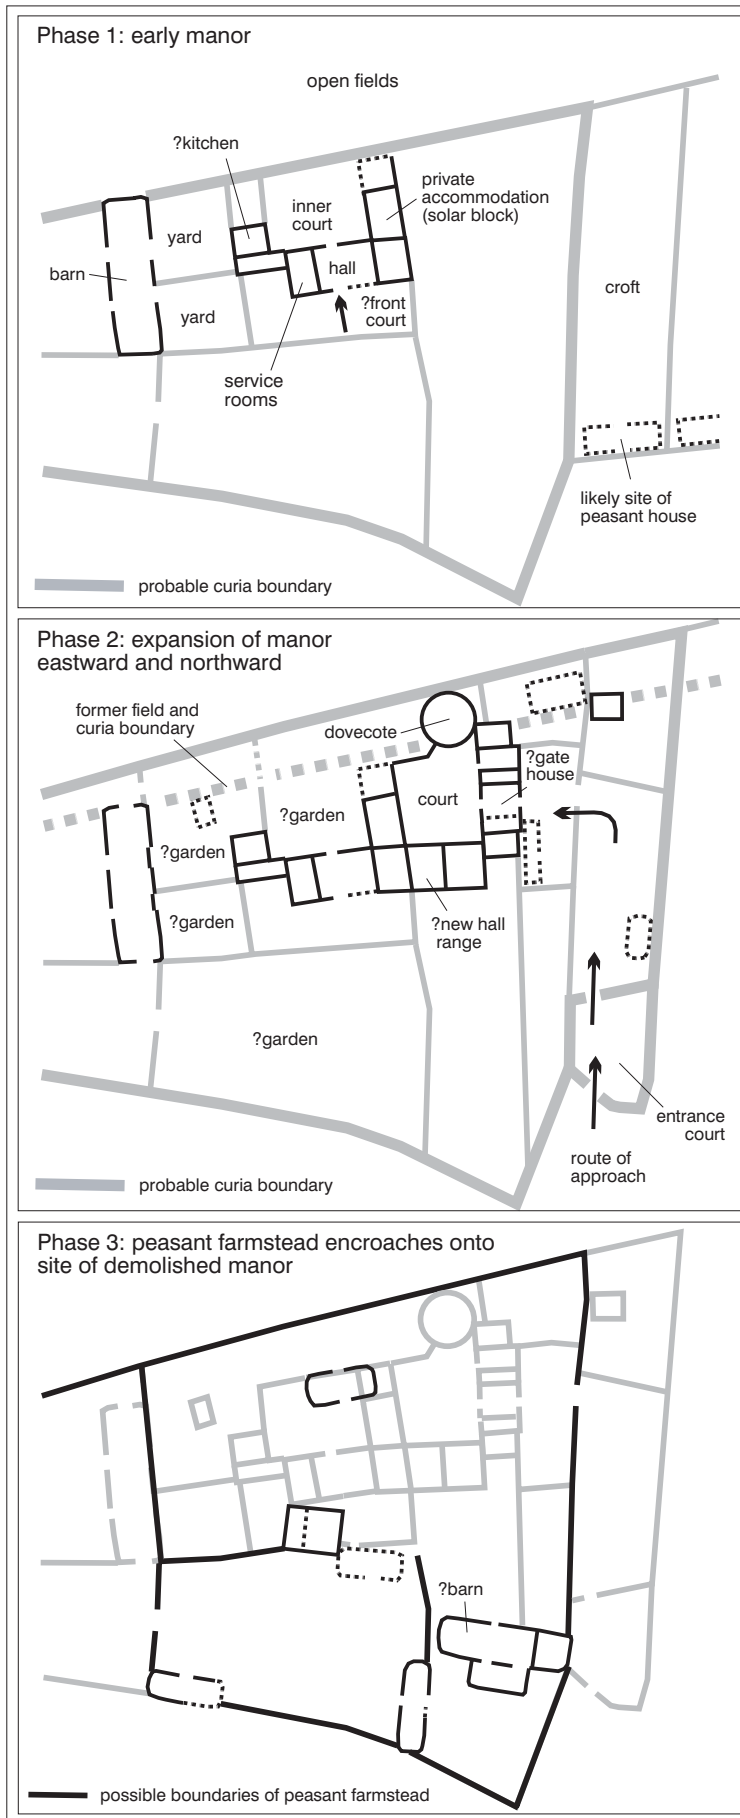 Phase 1: early manor
open fields
?kitchen
private
accommodation
(solar block)
inner
court
yard
barn
hall
croft
yard
?front
court
service
rooms
likely site of
peasant house
probable curia boundary
Phase 2: expansion of manor
eastward and northward
former field and
curia boundary
dovecote
?gate
house
court
?garden
?garden
?garden
?new hall
range
?garden
entrance
court
route of
approach
probable curia boundary
Phase 3: peasant farmstead encroaches onto
site of demolished manor
?barn
possible boundaries of peasant farmstead